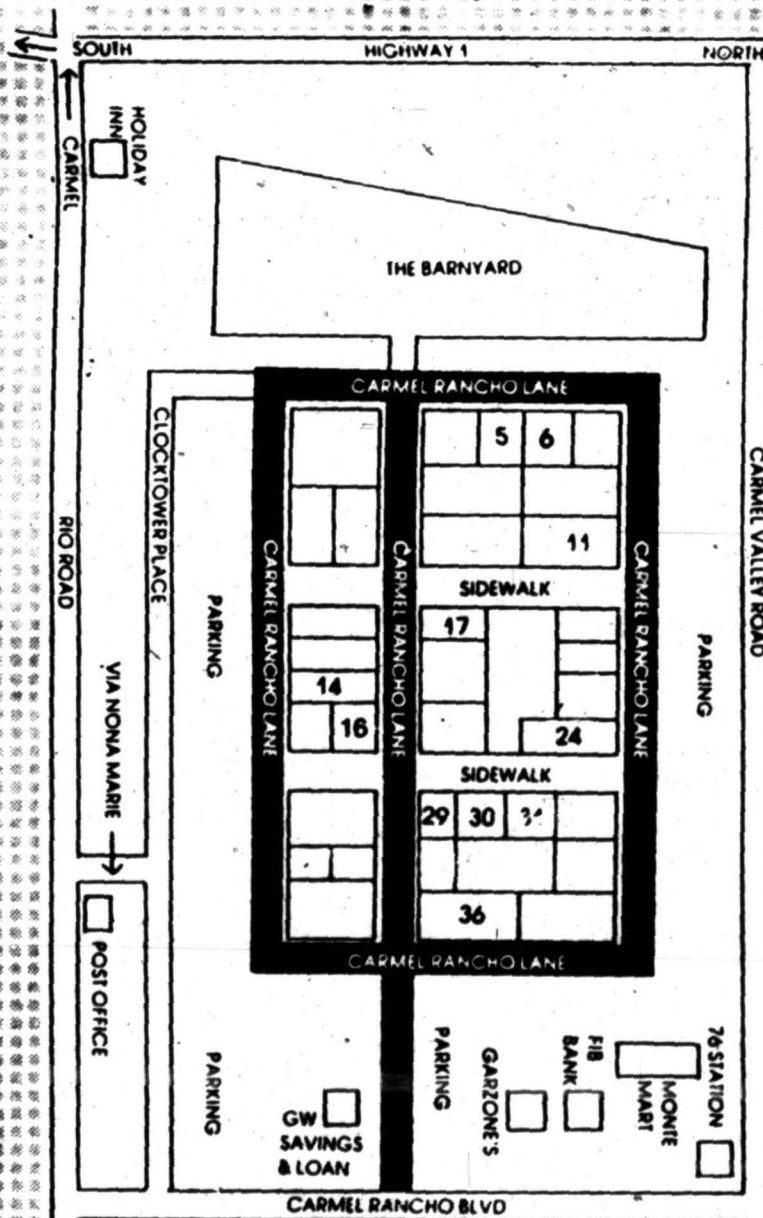 SOUTH
HIGHWAY 1
NORTH
CARMEL
HOLIDAY
INN
THE BARNYARD
CARMEL RANCHO LANE
CLOCKTOWER PLACE
5
6
11
CARMEL VALLEY ROAD
RIO ROAD
PARKING
CARMEL RANCHO LANE
CARMEL RANCHO LANE
CARMEL RANCHO LANE
PARKING
SIDEWALK
17
14
16
24
VIA NONA MARIE
SIDEWALK
29
30
36
CARMEL RANCHO LANE
POST OFFICE
PARKING
GW
SAVINGS
& LOAN
PARKING
GARZONE'S
FIB
BANK
MONTE
MART
76 STATION
CARMEL RANCHO BLVD